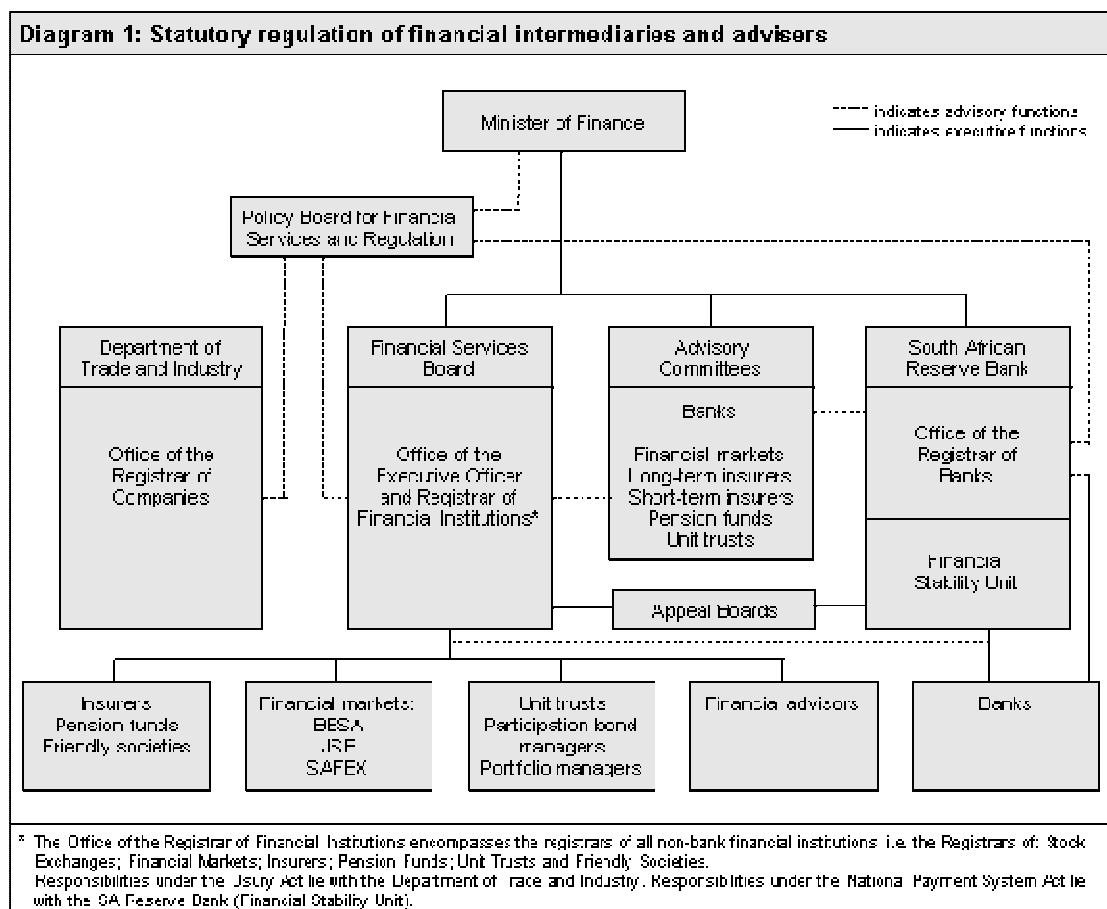 Diagram 1: Statutory regulation of financial intermediaries and advisers
Minister of Finance
indicates advisory functions
indicates executive functions
Policy Board for Financial
Services and Regulation
Department of
Trade and Industry
Office of the
Registrar of
Companies
Financial Services
Board
Office of the
Executive Officer
and Registrar of
Financial Institutions*
Advisory
Committees
Banks
Financial markets
Long-term insurers
Short-term insurers
Pension funds
Unit trusts
South African
Reserve Bank
Office of the
Registrar of
Banks
Financial
Stability Unit
Appeal Boards
Insurers
Pension funds
Friendly societies
Financial markets:
BESA
JSE
SAFEX
Unit trusts
Participation bond
managers
Portfolio managers
Financial advisors
Banks
* The Office of the Registrar of Financial Institutions encompasses the registrars of all non-bank financial institutions i.e. the Registrars of: Stock
Exchanges; Financial Markets; Insurers; Pension Funds; Unit Trusts and Friendly Societies.
Responsibilities under the Usury Act lie with the Department of Trade and Industry. Responsibilities under the National Payment System Act lie
with the SA Reserve Bank (Financial Stability Unit).